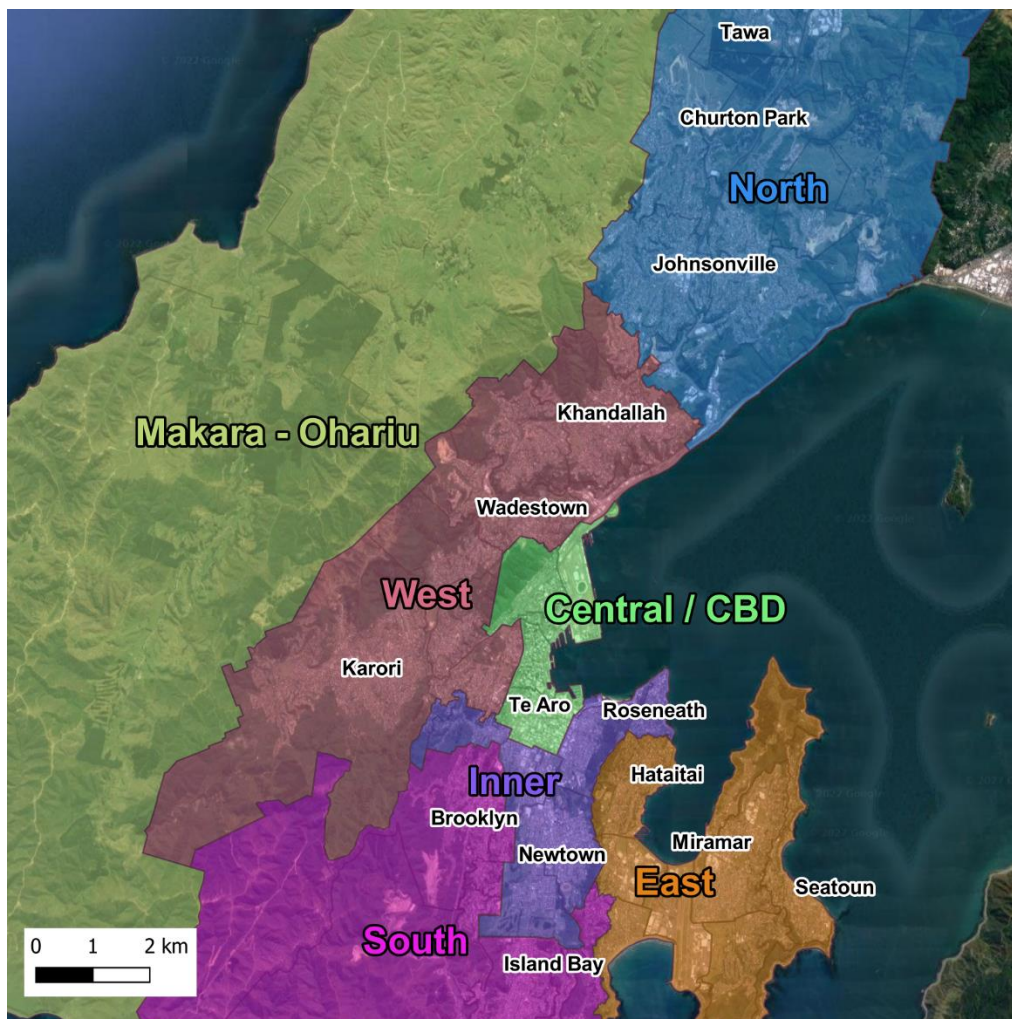 Tawa
Churton Park
North
Johnsonville
Khandallah
Makara - Ohariu
Wadestown
West
Central / CBD
Karori
Te Aro
Roseneath
Hataitai
Inner
Brooklyn
Miramar
Newtown
East
Seatoun
South
Island Bay
0 1 2 km